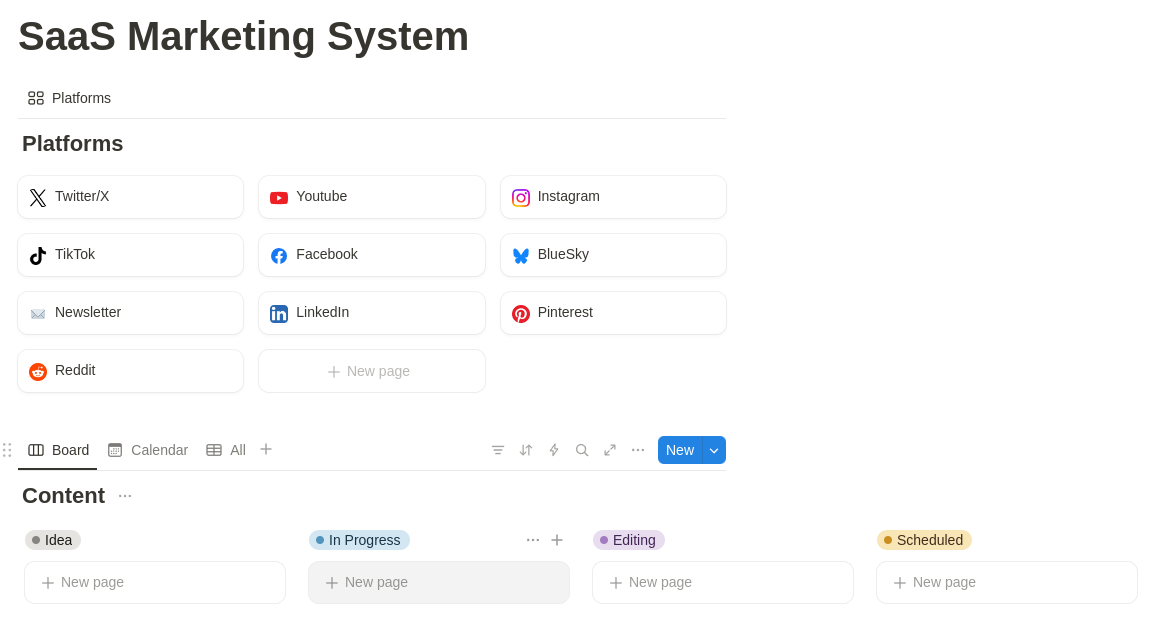 SaaS Marketing System
Platforms
Platforms
Twitter/X Youtube Instagram
TikTok Facebook BlueSky
Newsletter LinkedIn Pinterest
Reddit New page
Board Calendar All New
Content
Idea In Progress Editing Scheduled
New page New page New page New page